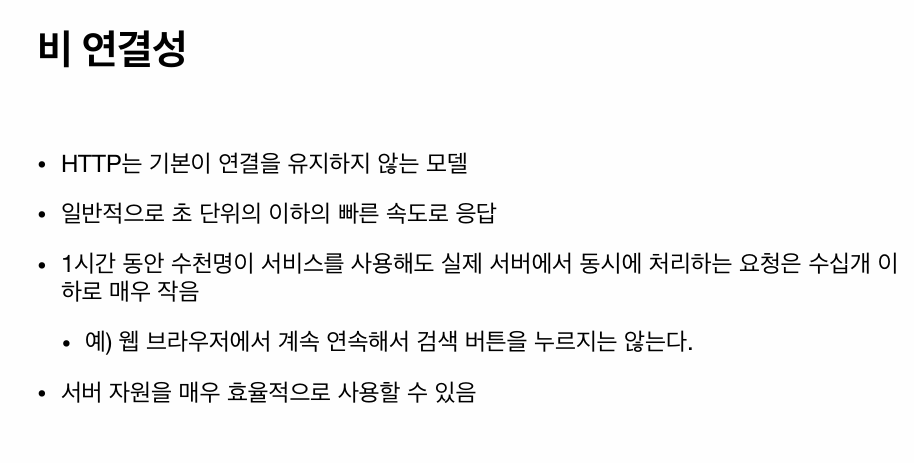 비 연결성
• HTTP는 기본이 연결을 유지하지 않는 모델
• 일반적으로 초 단위의 이하의 빠른 속도로 응답
• 1시간 동안 수천명이 서비스를 사용해도 실제 서버에서 동시에 처리하는 요청은 수십개 이
하로 매우 작음
• 예) 웹 브라우저에서 계속 연속해서 검색 버튼을 누르지는 않는다.
• 서버 자원을 매우 효율적으로 사용할 수 있음